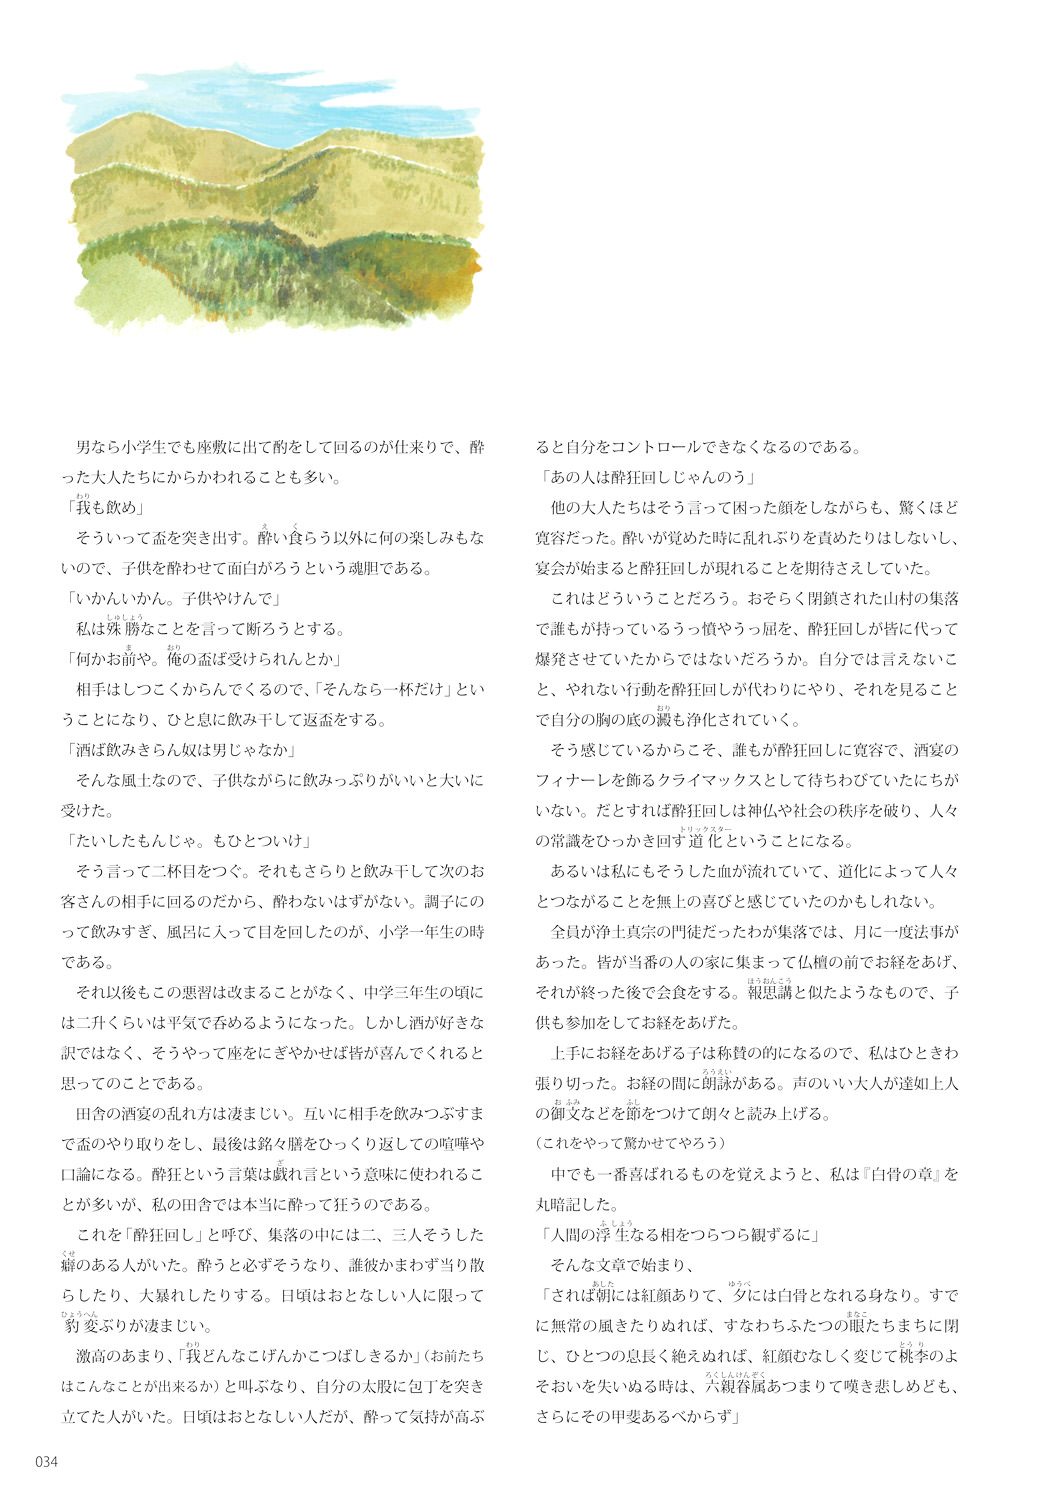 男なら小学生でも座敷に出て酌をして回るのが仕来りで、酔
った大人たちにからかわれることも多い。
「我も飲め」
そういって盃を突き出す。酔い食らう以外に何の楽しみもな
いので、子供を酔わせて面白がろうという魂胆である。
「いかんいかん。子供やけんで」
私は殊勝なことを言って断ろうとする。
「何かお前や。俺の盃ば受けられんとか」
相手はしつこくからんでくるので、「そんなら一杯だけ」とい
うことになり、ひと息に飲み干して返盃をする。
「酒ば飲みきらん奴は男じゃなか」
そんな風土なので、子供ながらに飲みっぷりがいいと大いに
受けた。
「たいしたもんじゃ。もひとついけ」
そう言って二杯目をつぐ。それもさらりと飲み干して次のお
客さんの相手に回るのだから、酔わないはずがない。調子にの
って飲みすぎ、風呂に入って目を回したのが、小学一年生の時
である。
それ以後もこの悪習は改まることがなく、中学三年生の頃に
は二升くらいは平気で呑めるようになった。しかし酒が好きな
訳ではなく、そうやって座をにぎやかせば皆が喜んでくれると
思ってのことである。
田舎の酒宴の乱れ方は凄まじい。互いに相手を飲みつぶすま
で盃のやり取りをし、最後は銘々膳をひっくり返しての喧嘩や
口論になる。酔狂という言葉は戯れ言という意味に使われるこ
とが多いが、私の田舎では本当に酔って狂うのである。
これを「酔狂回し」と呼び、集落の中には二、三人そうした
癖のある人がいた。酔うと必ずそうなり、誰彼かまわず当り散
らしたり、大暴れしたりする。日頃はおとなしい人に限って
豹変ぶりが凄まじい。
激高のあまり、「我どんなこげんかこつばしきるか」（お前たち
はこんなことが出来るか）と叫ぶなり、自分の太股に包丁を突き
立てた人がいた。日頃はおとなしい人だが、酔って気持が高ぶ
ると自分をコントロールできなくなるのである。
「あの人は酔狂回しじゃんのう」
他の大人たちはそう言って困った顔をしながらも、驚くほど
寛容だった。酔いが覚めた時に乱れぶりを責めたりはしないし、
宴会が始まると酔狂回しが現れることを期待さえしていた。
これはどういうことだろう。おそらく閉鎖された山村の集落
で誰もが持っているうっ憤やうっ屈を、酔狂回しが皆に代って
爆発させていたからではないだろうか。自分では言えないこ
と、やれない行動を酔狂回しが代わりにやり、それを見ること
で自分の胸の底の澱も浄化されていく。
そう感じているからこそ、誰もが酔狂回しに寛容で、酒宴の
フィナーレを飾るクライマックスとして待ちわびていたにちが
いない。だとすれば酔狂回しは神仏や社会の秩序を破り、人々
の常識をひっかき回す道化ということになる。
あるいは私にもそうした血が流れていて、道化によって人々
とつながることを無上の喜びと感じていたのかもしれない。
全員が浄土真宗の門徒だったわが集落では、月に一度法事が
あった。皆が当番の人の家に集まって仏檀の前でお経をあげ、
それが終った後で会食をする。報恩講と似たようなもので、子
供も参加をしてお経をあげた。
上手にお経をあげる子は称賛の的になるので、私はひときわ
張り切った。お経の間に朗詠がある。声のいい大人が達如上人
の御文などを節をつけて朗々と読み上げる。
（これをやって驚かせてやろう）
中でも一番喜ばれるものを覚えようと、私は『白骨の章』を
丸暗記した。
「人間の浮生なる相をつらつら観ずるに」
そんな文章で始まり、
「されば朝には紅顔ありて、夕には白骨となれる身なり。すで
に無常の風きたりぬれば、すなわちふたつの眼たちまちに閉
じ、ひとつの息長く絶えぬれば、紅顔むなしく変じて桃李のよ
そおいを失いぬる時は、六親眷属あつまりて嘆き悲しめども、
さらにその甲斐あるべからず」
034